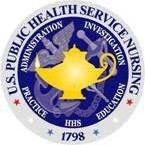 U.S. PUBLIC HEALTH SERVICE NURSING
ADMINISTRATION
INVESTIGATION
PRACTICE
EDUCATION
HHS
1798